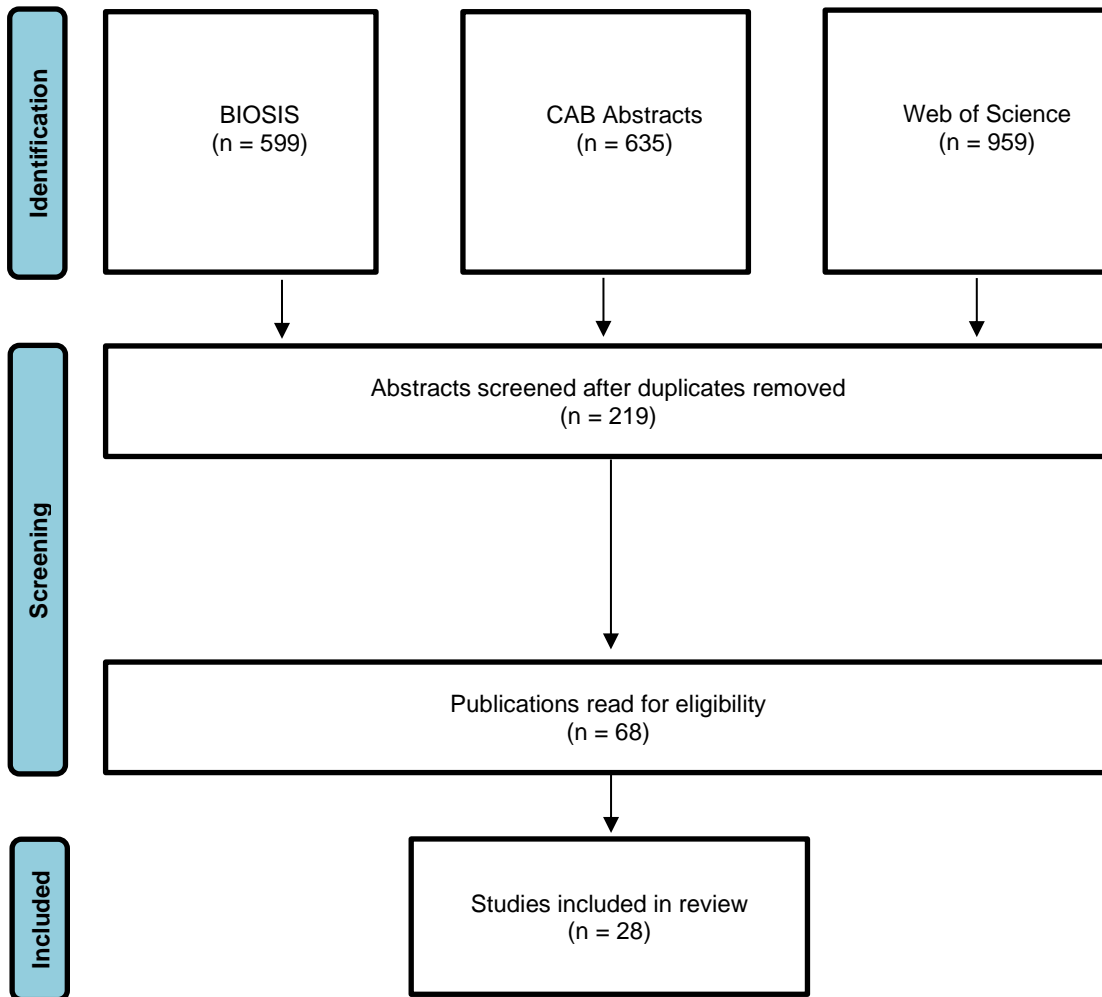 Identification
BIOSIS
(n = 599)
CAB Abstracts
(n = 635)
Web of Science
(n = 959)
Screening
Abstracts screened after duplicates removed
(n = 219)
Publications read for eligibility
(n = 68)
Included
Studies included in review
(n = 28)